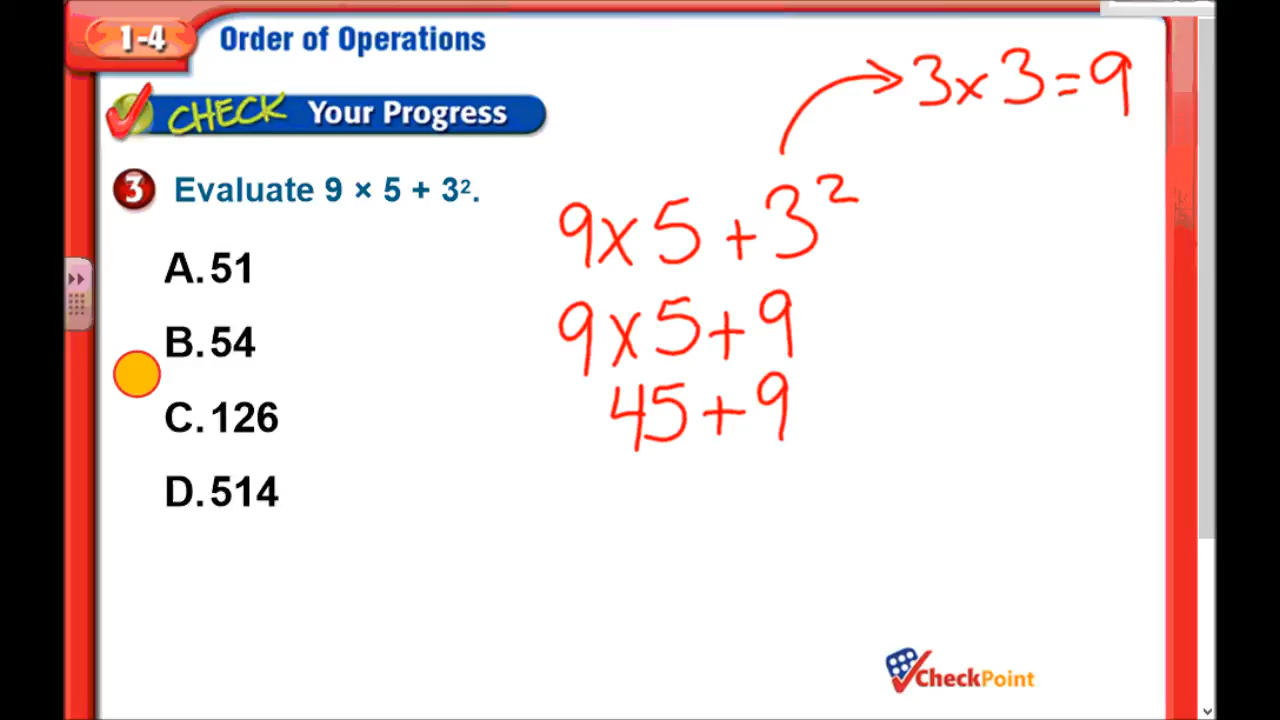 1-4 Order of Operations
CHECK Your Progress
3 Evaluate 9 × 5 + 3².
A. 51
B. 54
C. 126
D. 514
3x3=9
9x5+3²
9x5+9
45+9
CheckPoint